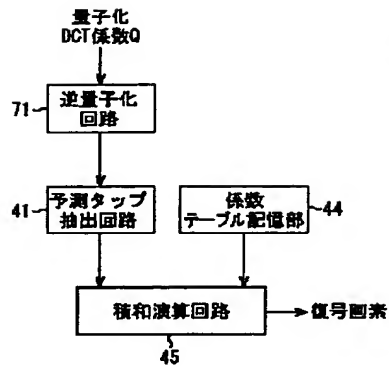 量子化
DCT係数Q
71
逆量子化
回路
41
予測タップ
抽出回路
係数
テーブル記憶部
44
積和演算回路
復号画素
45